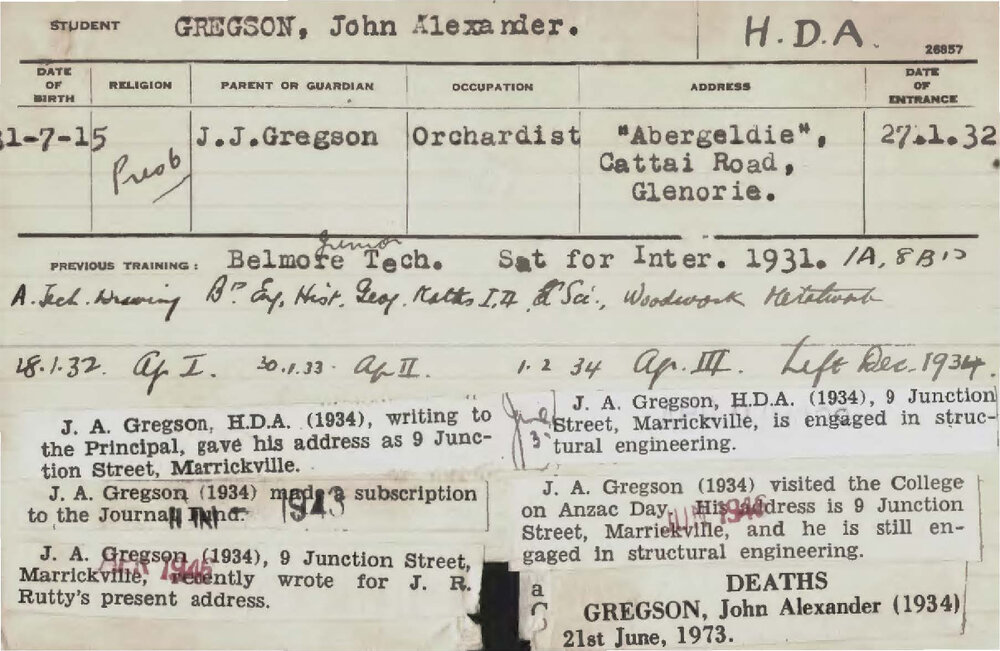 STUDENT GREGSON, John Alexander. H.D.A. 26857
DATE OF BIRTH RELIGION PARENT OR GUARDIAN OCCUPATION ADDRESS DATE OF ENTRANCE
31-7-15 Presb J.J.Gregson Orchardist "Abergeldie", 27.1.32
Cattai Road,
Glenorie.
Junior
PREVIOUS TRAINING: Belmore Tech. Sat for Inter. 1931. 1A, 8B's
A. Tech. Drawing B's Eng, Hist, Geog, Maths I, II, El Sci, Woodwork Metalwork
28.1.32. Ag I. 30.1.33. Ag II. 1.2 34 Ag. III. Left Dec. 1934.
J. A. Gregson, H.D.A. (1934), writing to
the Principal, gave his address as 9 Junc-
tion Street, Marrickville.
J. A. Gregson, H.D.A. (1934), 9 Junction
Street, Marrickville, is engaged in struc-
tural engineering.
J. A. Gregson (1934) made a subscription
to the Journal Fund. 1943
J. A. Gregson (1934) visited the College
on Anzac Day. His address is 9 Junction
Street, Marrickville, and he is still en-
gaged in structural engineering.
JUN 1946
J. A. Gregson (1934), 9 Junction Street,
Marrickville, recently wrote for J. R.
Rutty's present address.
DEATHS
GREGSON, John Alexander (1934)
21st June, 1973.